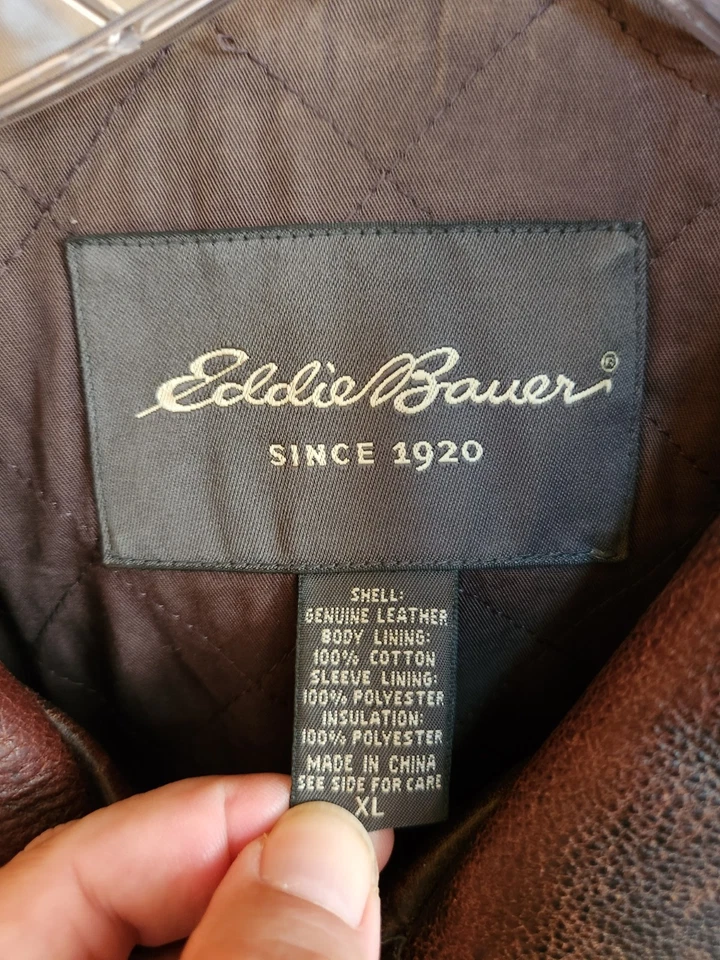 Eddie Bauer®
SINCE 1920
SHELL:
GENUINE LEATHER
BODY LINING:
100% COTTON
SLEEVE LINING:
100% POLYESTER
INSULATION:
100% POLYESTER
MADE IN CHINA
SEE SIDE FOR CARE
XL